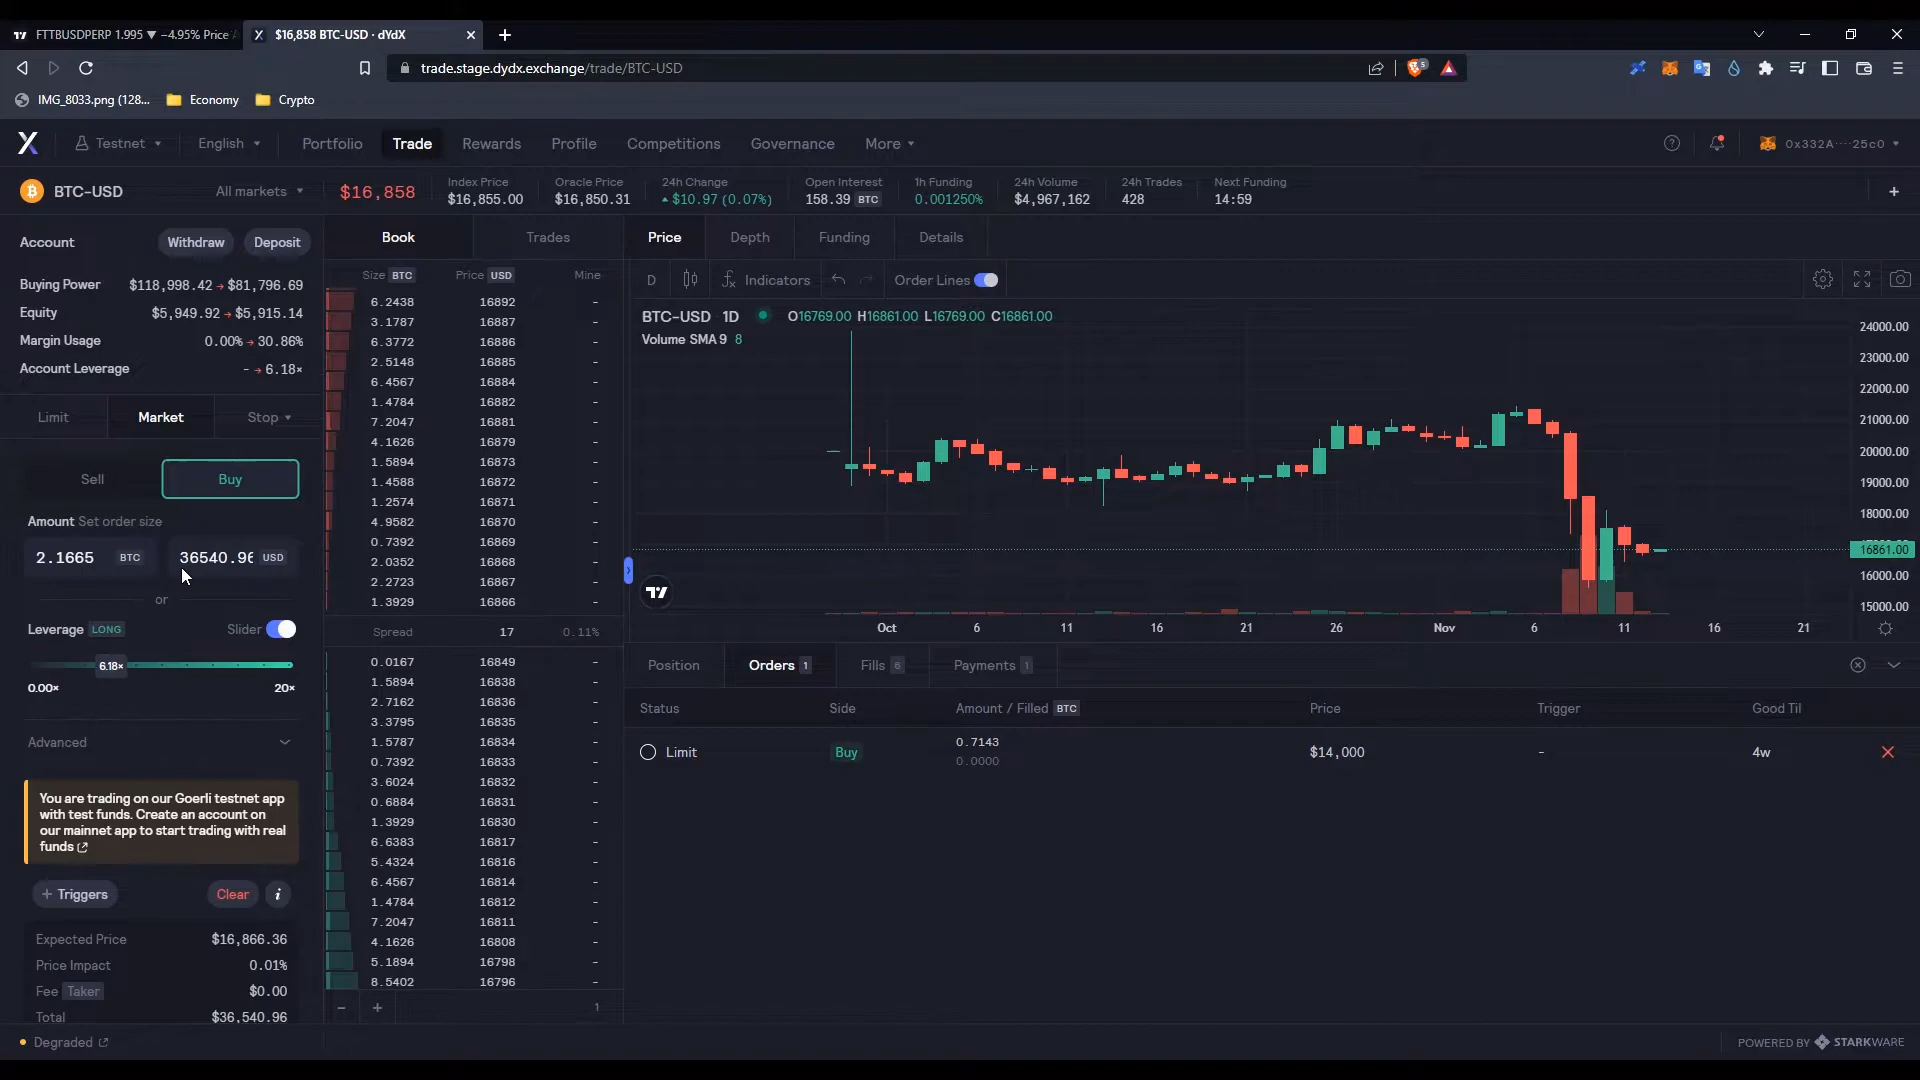 FTTBUSDPERP 1.995 ▼ −4.95% Price
$16,858 BTC-USD · dYdX
trade.stage.dydx.exchange/trade/BTC-USD
5
IMG_8033.png (128...
Economy
Crypto
Testnet
English
Portfolio
Trade
Rewards
Profile
Competitions
Governance
More
0x332A····25c0
BTC-USD
All markets
$16,858
Index Price
$16,855.00
Oracle Price
$16,850.31
24h Change
$10.97 (0.07%)
Open Interest
158.39 BTC
1h Funding
0.001250%
24h Volume
$4,967,162
24h Trades
428
Next Funding
14:59
Account
Withdraw
Deposit
Buying Power $118,998.42 → $81,796.69
Equity $5,949.92 → $5,915.14
Margin Usage 0.00% → 30.86%
Account Leverage - → 6.18×
Limit
Market
Stop
Sell
Buy
Amount Set order size
2.1665 BTC
36540.96 USD
or
Leverage LONG
Slider
6.18×
0.00×
20×
Advanced
You are trading on our Goerli testnet app
with test funds. Create an account on
our mainnet app to start trading with real
funds
+ Triggers
Clear
i
Expected Price $16,866.36
Price Impact 0.01%
Fee Taker $0.00
Total $36,540.96
Degraded
Book
Trades
Size BTC Price USD Mine
6.2438 16892 -
3.1787 16887 -
6.3772 16886 -
2.5148 16885 -
6.4567 16884 -
1.4784 16882 -
7.2047 16881 -
4.1626 16879 -
1.5894 16873 -
1.4588 16872 -
1.2574 16871 -
4.9582 16870 -
0.7392 16869 -
2.0352 16868 -
2.2723 16867 -
1.3929 16866 -
Spread 17 0.11%
0.0167 16849 -
1.5894 16838 -
2.7162 16836 -
3.3795 16835 -
1.5787 16834 -
0.7392 16833 -
3.6024 16832 -
0.6884 16831 -
1.3929 16830 -
6.6383 16817 -
5.4324 16816 -
6.4567 16814 -
1.4784 16812 -
7.2047 16811 -
4.1626 16808 -
5.1894 16798 -
8.5402 16796 -
− + 1
Price
Depth
Funding
Details
D
Indicators
Order Lines
BTC-USD 1D O16769.00 H16861.00 L16769.00 C16861.00
Volume SMA 9 8
24000.00
23000.00
22000.00
21000.00
20000.00
19000.00
18000.00
16861.00
16000.00
15000.00
Oct 6 11 16 21 26 Nov 6 11 16 21
Position
Orders 1
Fills 6
Payments 1
Status Side Amount / Filled BTC Price Trigger Good Til
Limit Buy 0.7143 $14,000 - 4w
0.0000
POWERED BY STARKWARE